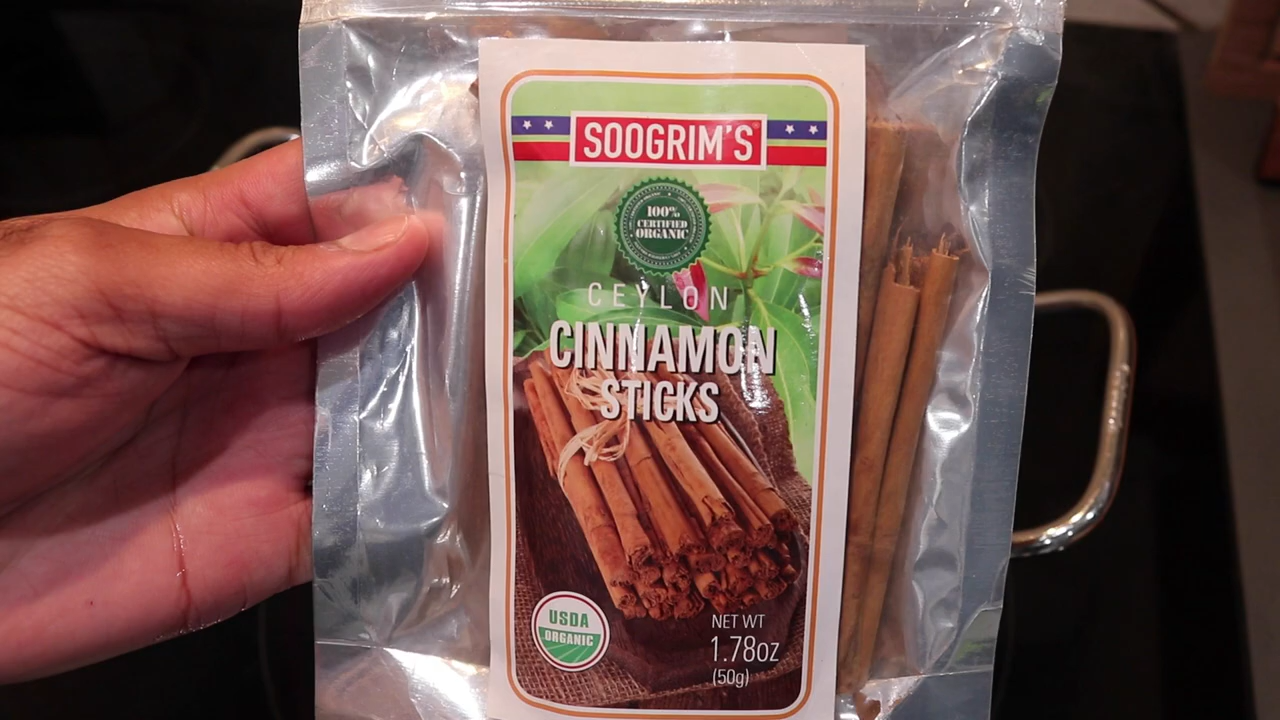 SOOGRIM'S
100%
CERTIFIED
ORGANIC
CEYLON
CINNAMON
STICKS
USDA
ORGANIC
NET WT
1.78oz
(50g)